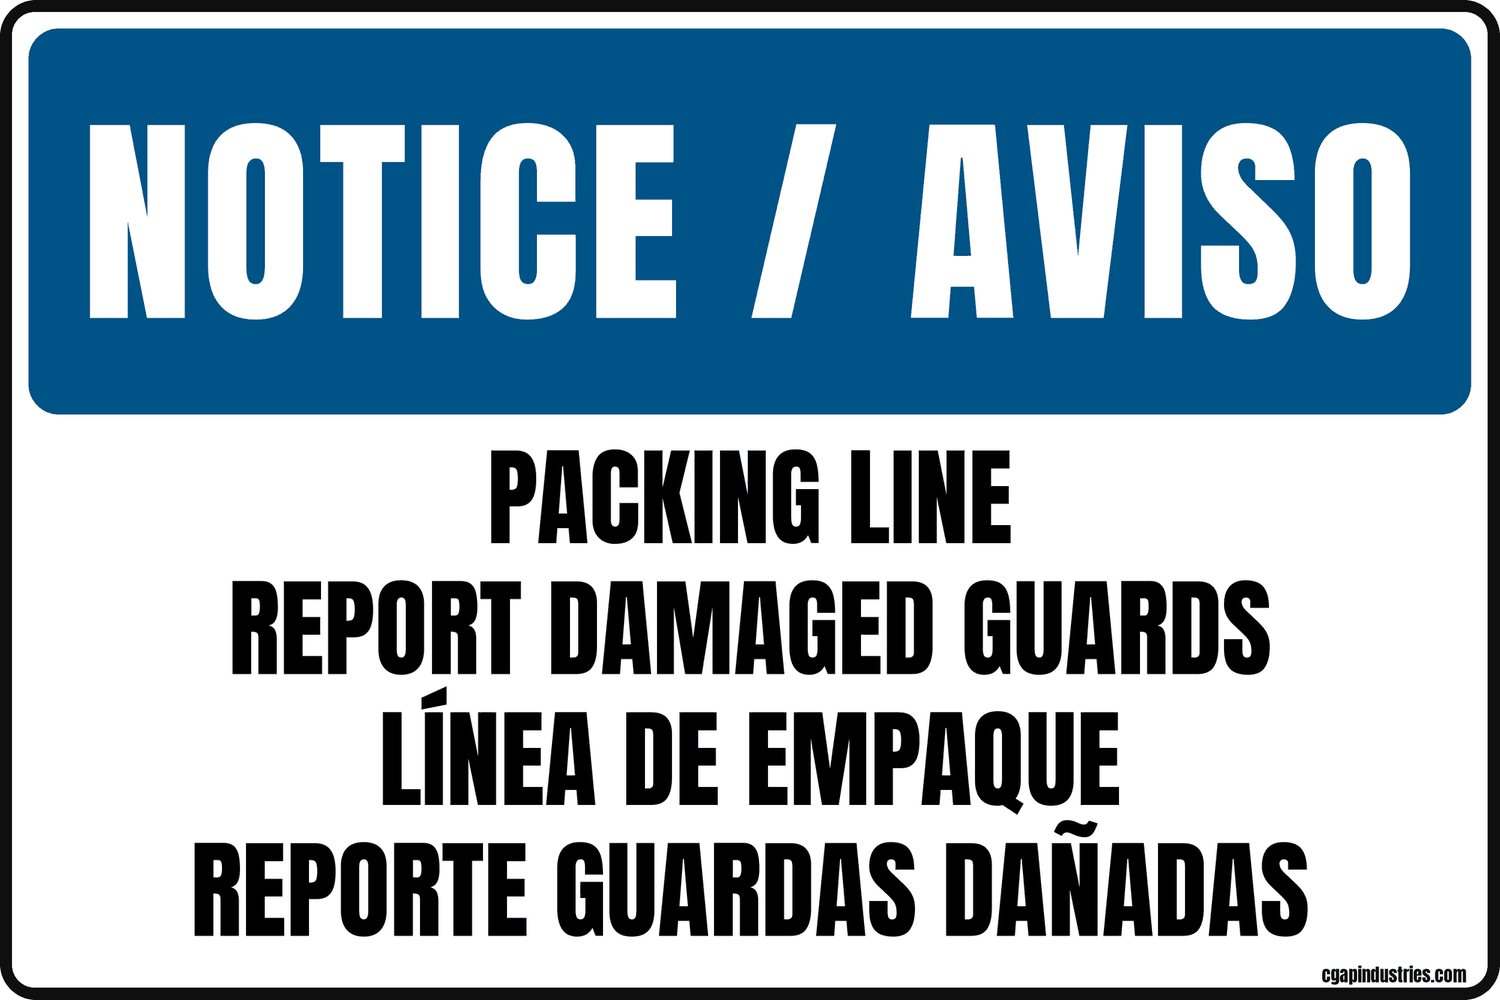 NOTICE / AVISO
PACKING LINE
REPORT DAMAGED GUARDS
LÍNEA DE EMPAQUE
REPORTE GUARDAS DAÑADAS
cgapindustries.com